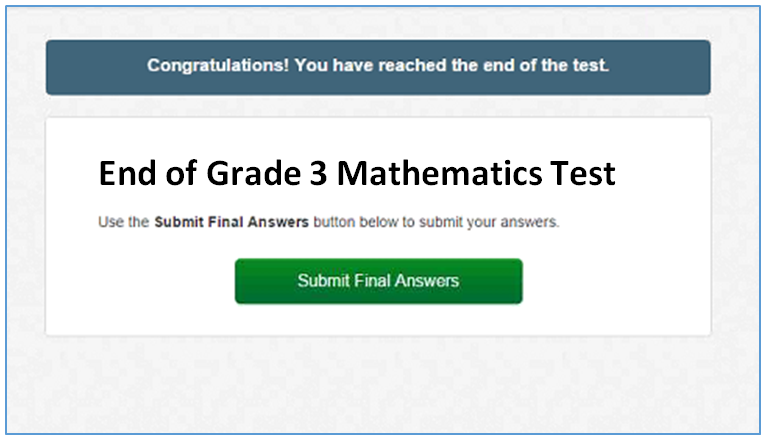 Congratulations! You have reached the end of the test.
End of Grade 3 Mathematics Test
Use the Submit Final Answers button below to submit your answers.
Submit Final Answers